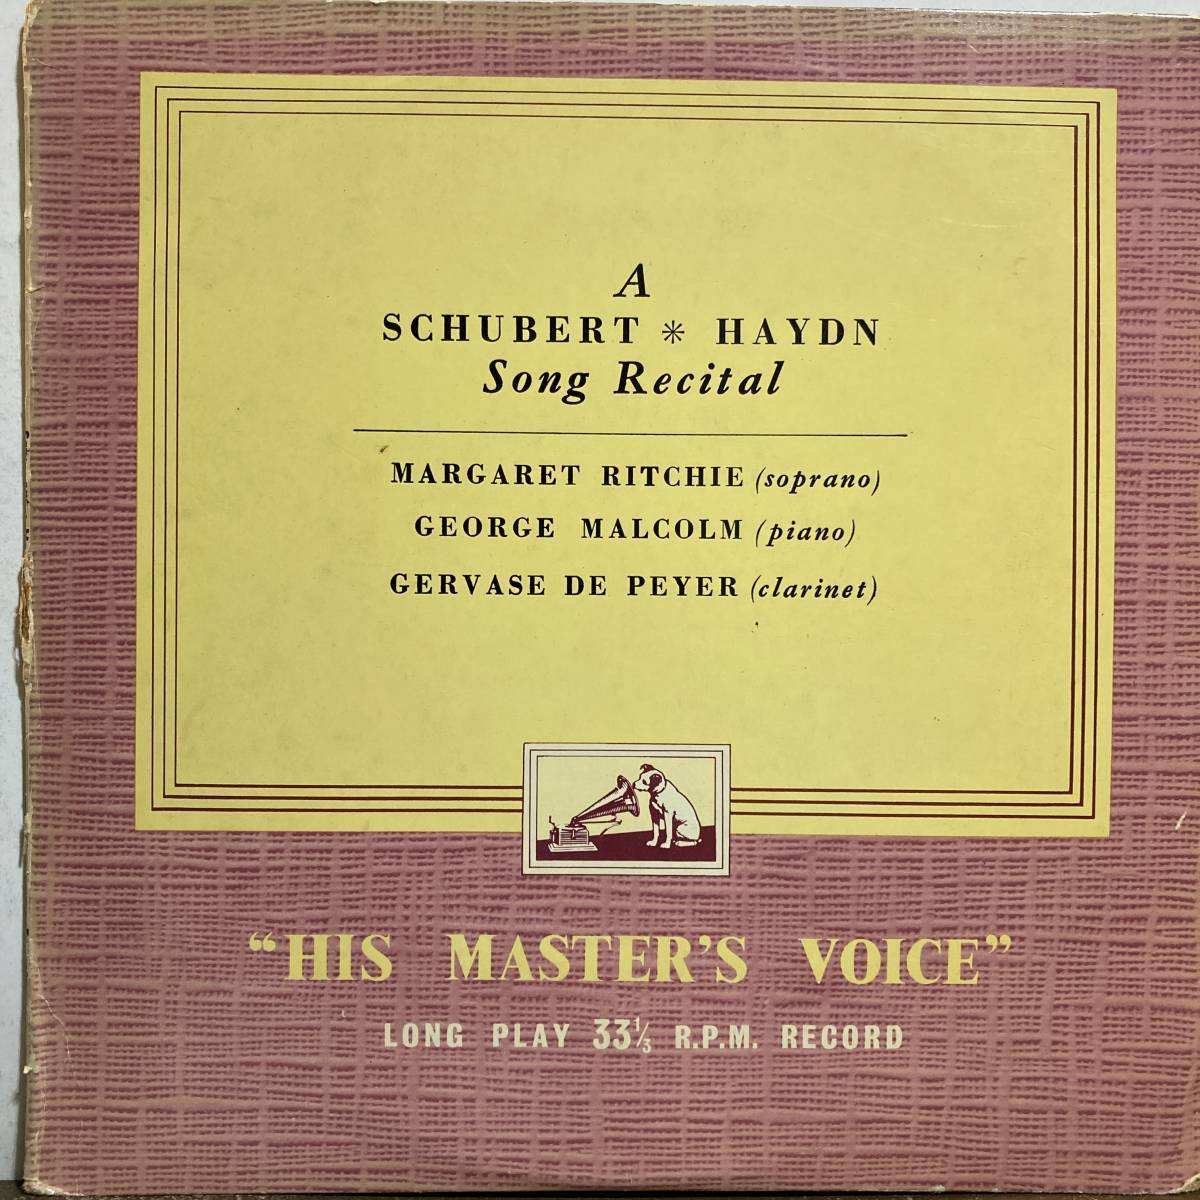 A
SCHUBERT * HAYDN
Song Recital
MARGARET RITCHIE (soprano)
GEORGE MALCOLM (piano)
GERVASE DE PEYER (clarinet)
“HIS MASTER’S VOICE”
LONG PLAY 33⅓ R.P.M. RECORD